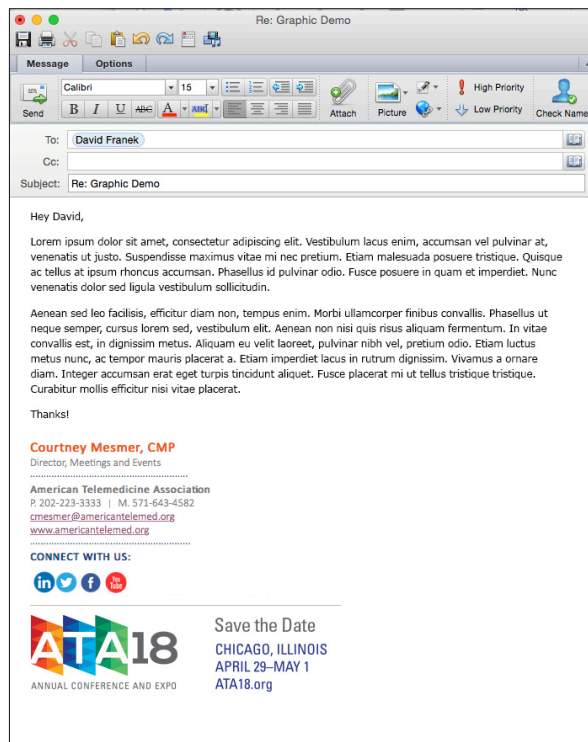 Re: Graphic Demo
Message Options
Calibri 15
High Priority
B I U ABC A ABC
Low Priority
Send Attach Picture Check Name
To: David Franek
Cc:
Subject: Re: Graphic Demo
Hey David,
Lorem ipsum dolor sit amet, consectetur adipiscing elit. Vestibulum lacus enim, accumsan vel pulvinar at,
venenatis ut justo. Suspendisse maximus vitae mi nec pretium. Etiam malesuada posuere tristique. Quisque
ac tellus at ipsum rhoncus accumsan. Phasellus id pulvinar odio. Fusce posuere in quam et imperdiet. Nunc
venenatis dolor sed ligula vestibulum sollicitudin.
Aenean sed leo facilisis, efficitur diam non, tempus enim. Morbi ullamcorper finibus convallis. Phasellus ut
neque semper, cursus lorem sed, vestibulum elit. Aenean non nisi quis risus aliquam fermentum. In vitae
convallis est, in dignissim metus. Aliquam eu velit laoreet, pulvinar nibh vel, pretium odio. Etiam luctus
metus nunc, ac tempor mauris placerat a. Etiam imperdiet lacus in rutrum dignissim. Vivamus a ornare
diam. Integer accumsan erat eget turpis tincidunt aliquet. Fusce placerat mi ut tellus tristique tristique.
Curabitur mollis efficitur nisi vitae placerat.
Thanks!
Courtney Mesmer, CMP
Director, Meetings and Events
American Telemedicine Association
P. 202-223-3333 | M. 571-643-4582
cmesmer@americantelemed.org
www.americantelemed.org
CONNECT WITH US:
in f You Tube
ATA18
ANNUAL CONFERENCE AND EXPO
Save the Date
CHICAGO, ILLINOIS
APRIL 29–MAY 1
ATA18.org